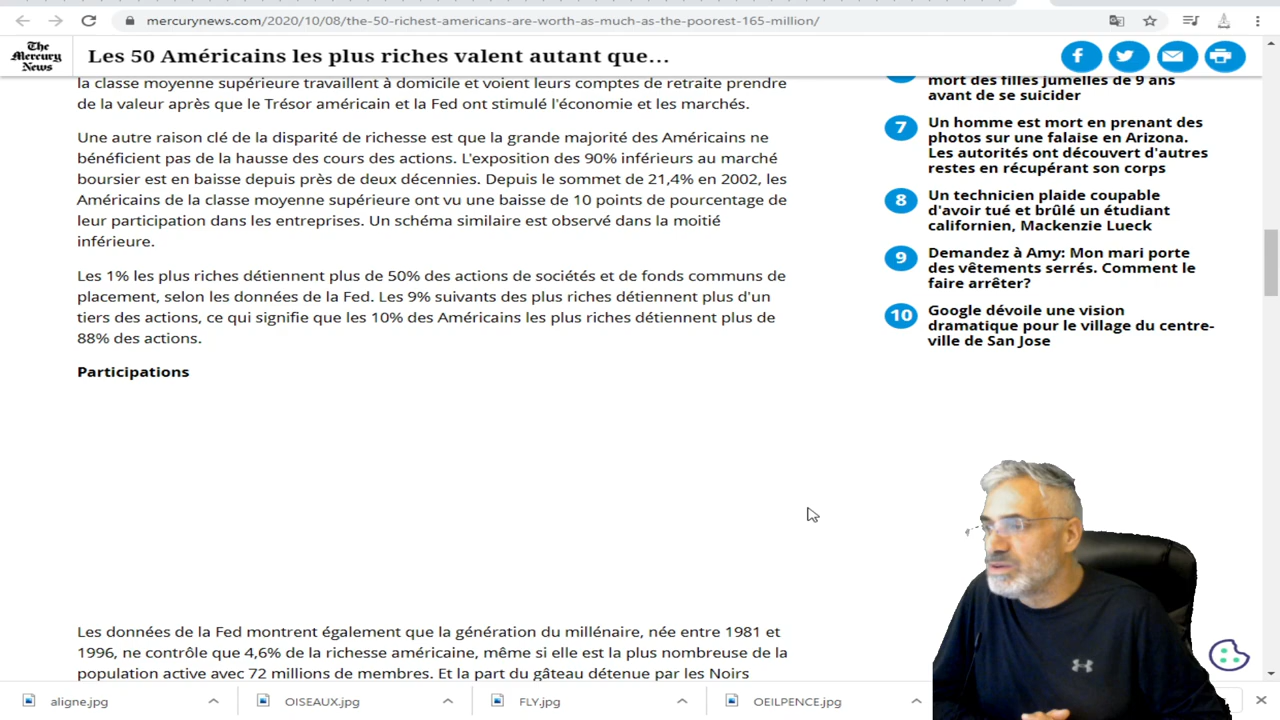 mercurynews.com/2020/10/08/the-50-richest-americans-are-worth-as-much-as-the-poorest-165-million/
The
Mercury
News
Les 50 Américains les plus riches valent autant que...
la classe moyenne supérieure travaillent à domicile et voient leurs comptes de retraite prendre
de la valeur après que le Trésor américain et la Fed ont stimulé l'économie et les marchés.
Une autre raison clé de la disparité de richesse est que la grande majorité des Américains ne
bénéficient pas de la hausse des cours des actions. L'exposition des 90% inférieurs au marché
boursier est en baisse depuis près de deux décennies. Depuis le sommet de 21,4% en 2002, les
Américains de la classe moyenne supérieure ont vu une baisse de 10 points de pourcentage de
leur participation dans les entreprises. Un schéma similaire est observé dans la moitié
inférieure.
Les 1% les plus riches détiennent plus de 50% des actions de sociétés et de fonds communs de
placement, selon les données de la Fed. Les 9% suivants des plus riches détiennent plus d'un
tiers des actions, ce qui signifie que les 10% des Américains les plus riches détiennent plus de
88% des actions.
Participations
Les données de la Fed montrent également que la génération du millénaire, née entre 1981 et
1996, ne contrôle que 4,6% de la richesse américaine, même si elle est la plus nombreuse de la
population active avec 72 millions de membres. Et la part du gâteau détenue par les Noirs
mort des filles jumelles de 9 ans
avant de se suicider
7 Un homme est mort en prenant des
photos sur une falaise en Arizona.
Les autorités ont découvert d'autres
restes en récupérant son corps
8 Un technicien plaide coupable
d'avoir tué et brûlé un étudiant
californien, Mackenzie Lueck
9 Demandez à Amy: Mon mari porte
des vêtements serrés. Comment le
faire arrêter?
10 Google dévoile une vision
dramatique pour le village du centre-
ville de San Jose
aligne.jpg
OISEAUX.jpg
FLY.jpg
OEILPENCE.jpg